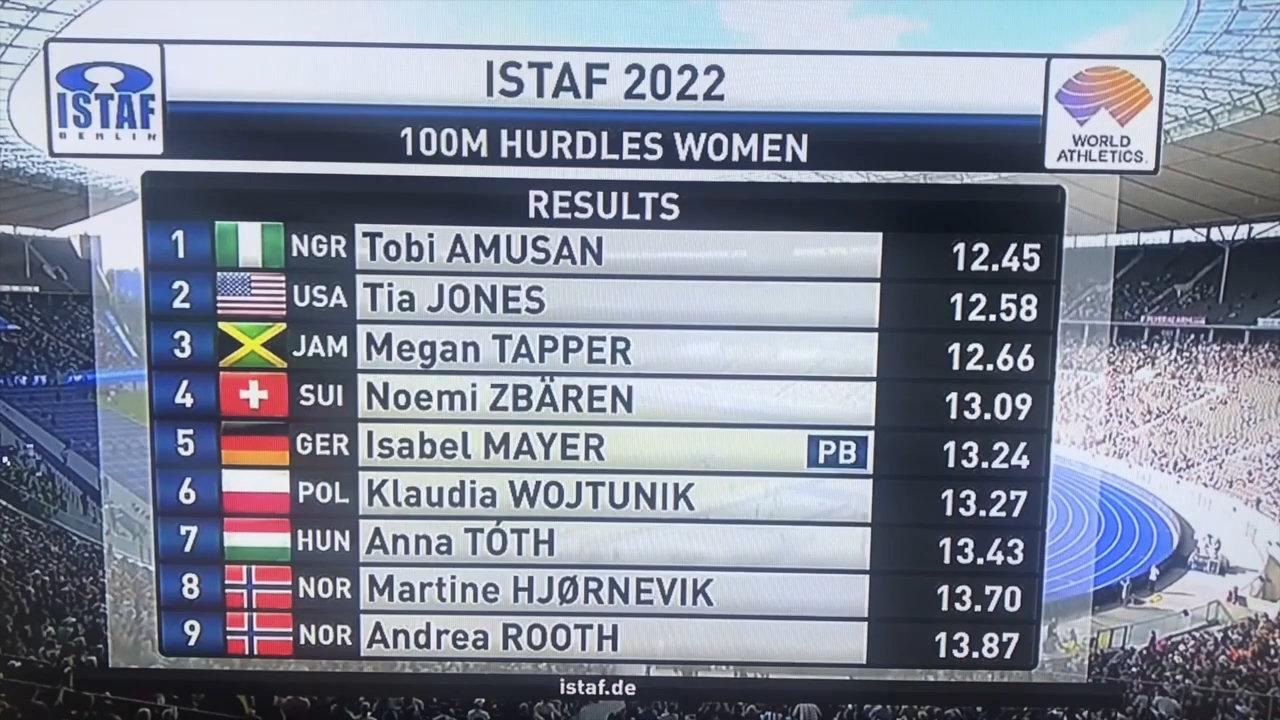 ISTAF
BERLIN
ISTAF 2022
100M HURDLES WOMEN
WORLD
ATHLETICS.
RESULTS
1 NGR Tobi AMUSAN 12.45
2 USA Tia JONES 12.58
3 JAM Megan TAPPER 12.66
4 SUI Noemi ZBÄREN 13.09
5 GER Isabel MAYER PB 13.24
6 POL Klaudia WOJTUNIK 13.27
7 HUN Anna TÓTH 13.43
8 NOR Martine HJØRNEVIK 13.70
9 NOR Andrea ROOTH 13.87
istaf.de